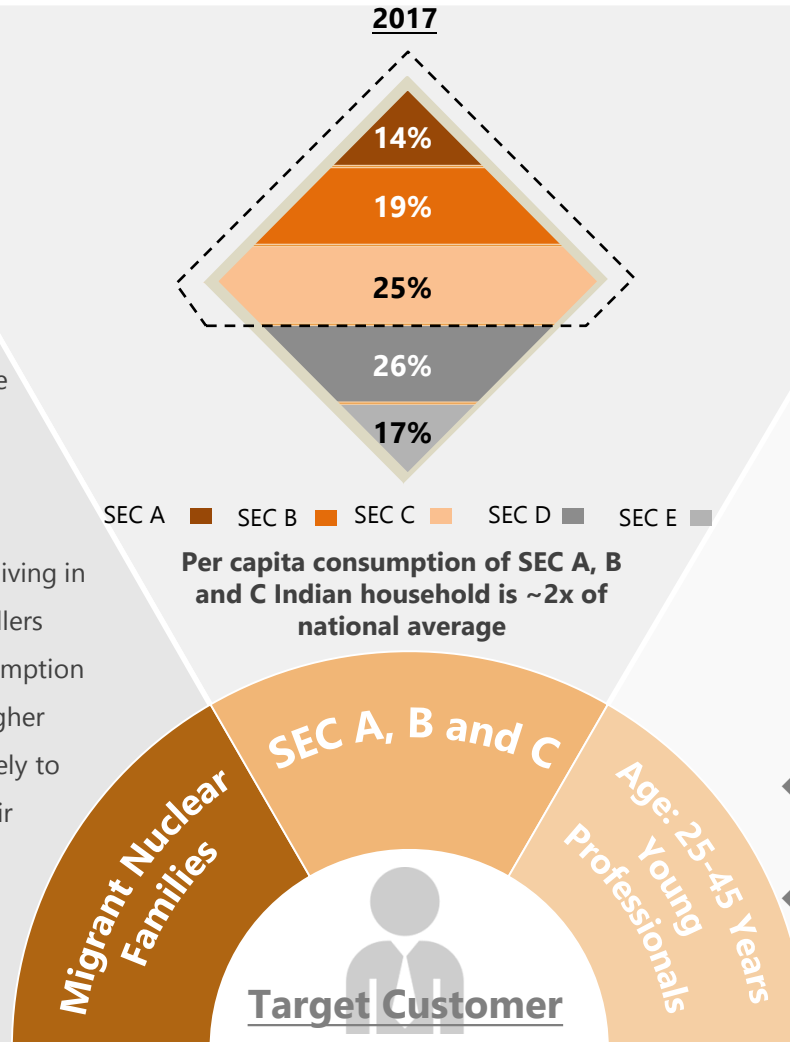 2017
14%
19%
25%
26%
17%
SEC A SEC B SEC C SEC D SEC E
Per capita consumption of SEC A, B
and C Indian household is ~2x of
national average
e
iving in
llers
mption
gher
ely to
ir
SEC A, B and C
Migrant Nuclear
Families
Age: 25-45 Years
Young
Professionals
Target Customer